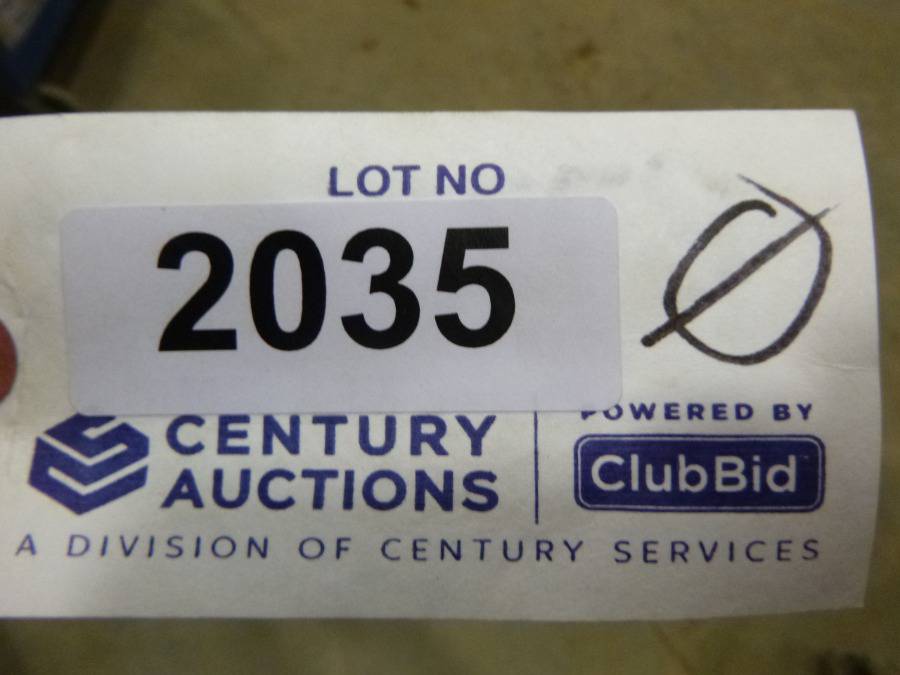 LOT NO
2035
Ø
CENTURY
AUCTIONS
POWERED BY
ClubBid
A DIVISION OF CENTURY SERVICES